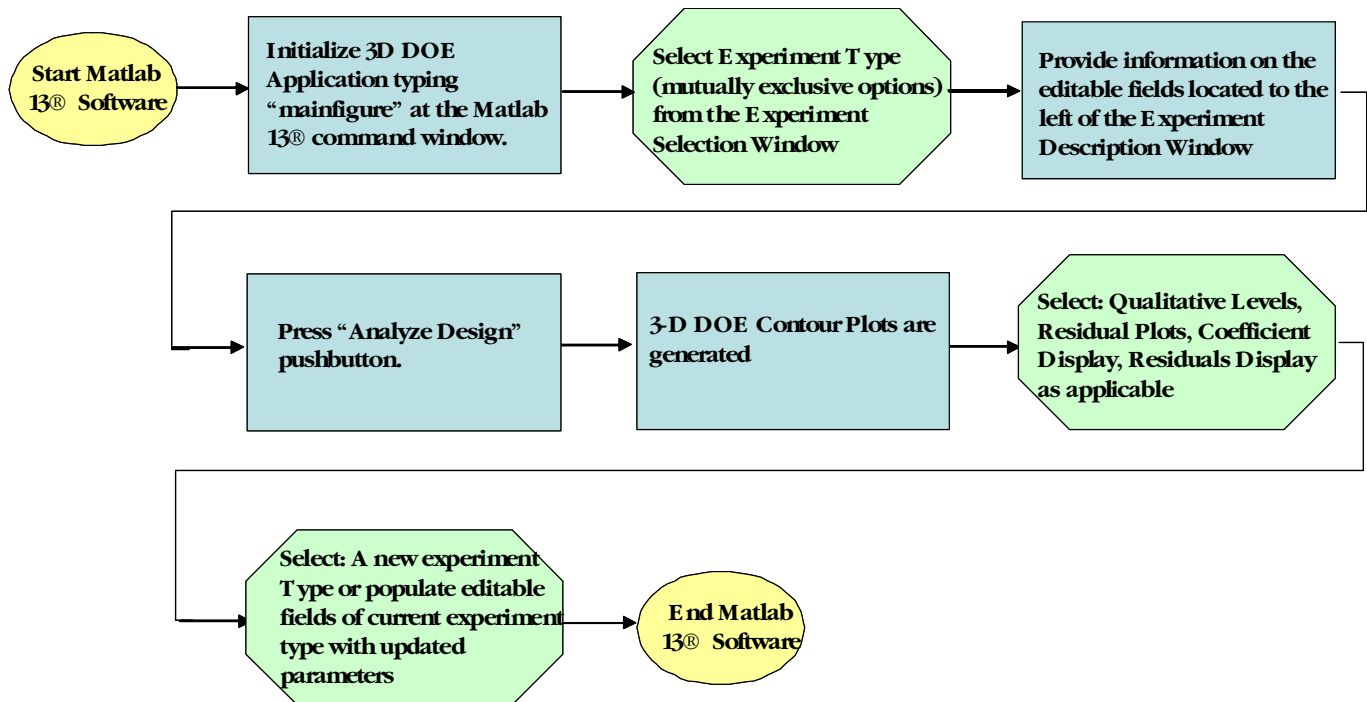 Start Matlab
13® Software
Initialize 3D DOE
Application typing
“mainfigure” at the Matlab
13® command window.
Select Experiment Type
(mutually exclusive options)
from the Experiment
Selection Window
Provide information on the
editable fields located to the
left of the Experiment
Description Window
Press “Analyze Design”
pushbutton.
3-D DOE Contour Plots are
generated
Select: Qualitative Levels,
Residual Plots, Coefficient
Display, Residuals Display
as applicable
Select: A new experiment
Type or populate editable
fields of current experiment
type with updated
parameters
End Matlab
13® Software